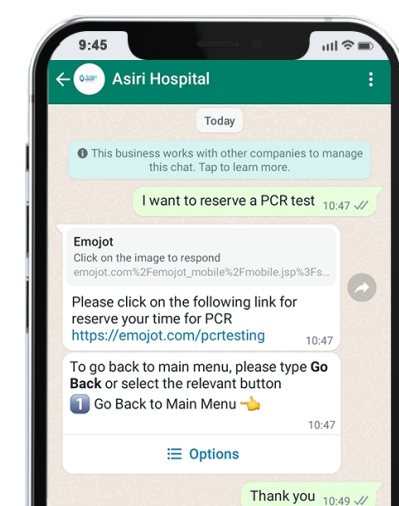 9:45
Asiri Hospital
Today
This business works with other companies to manage
this chat. Tap to learn more.
I want to reserve a PCR test 10:47
Emojot
Click on the image to respond
emojot.com%2Femojot_mobile%2Fmobile.jsp%3Fs...
Please click on the following link for
reserve your time for PCR
https://emojot.com/pcrtesting 10:47
To go back to main menu, please type Go
Back or select the relevant button
1 Go Back to Main Menu 👈
10:47
Options
Thank you 10:49